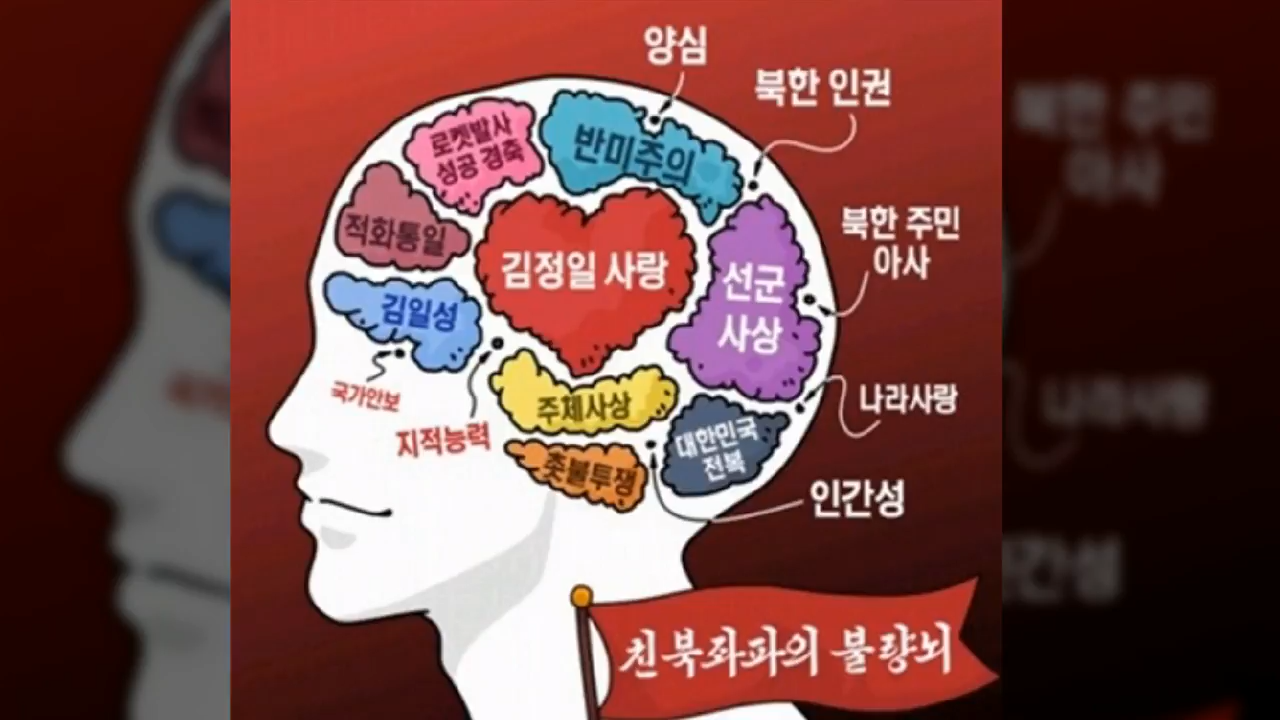 양심
북한 인권
로켓발사
성공 경축
반미주의
적화통일
김정일 사랑
북한 주민
아사
선군
사상
김일성
국가안보
지적능력
주체사상
촛불투쟁
대한민국
전복
나라사랑
인간성
친북좌파의 불량뇌